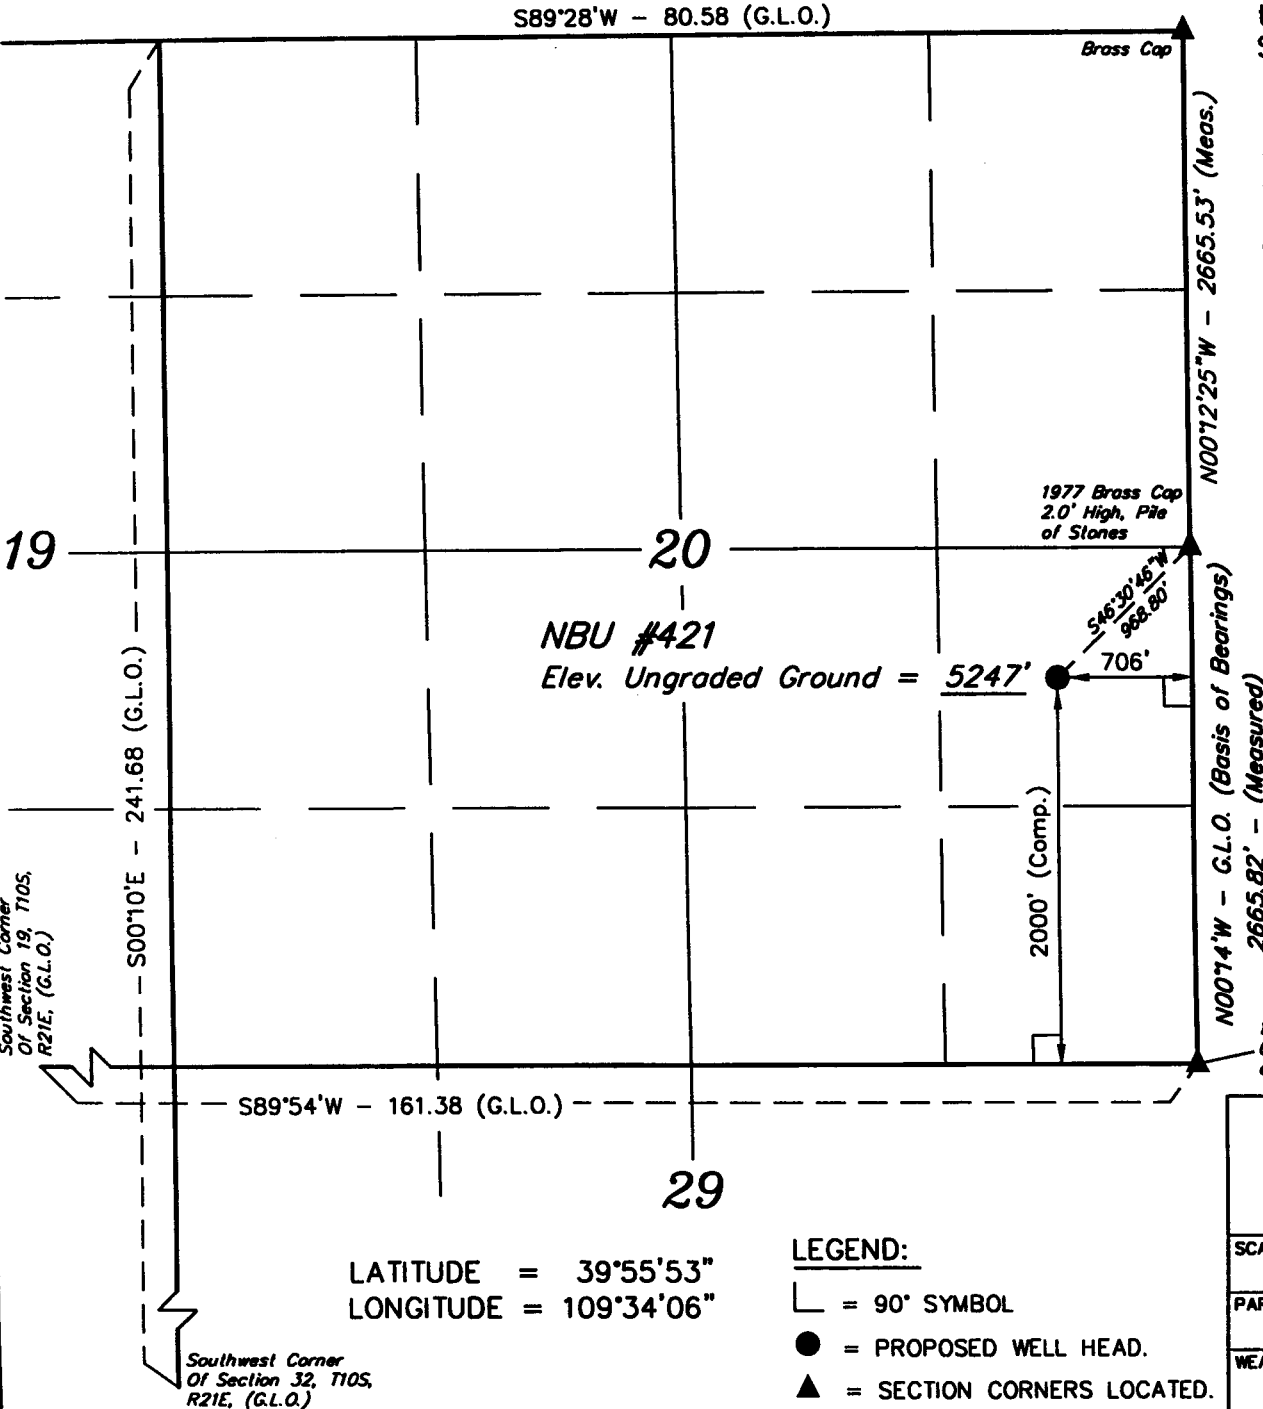 S89°28'W - 80.58 (G.L.O.)
Brass Cap
N00°12'25"W - 2665.53' (Meas.)
1977 Brass Cap
2.0' High, Pile
of Stones
19
20
S46°30'46"W
968.80'
NBU #421
Elev. Ungraded Ground = 5247'
706'
S00°10'E - 241.68 (G.L.O.)
2000' (Comp.)
N00°14'W - G.L.O. (Basis of Bearings)
2665.82' - (Measured)
Southwest Corner
Of Section 19, T10S,
R21E, (G.L.O.)
S89°54'W - 161.38 (G.L.O.)
29
LATITUDE = 39°55'53"
LONGITUDE = 109°34'06"
LEGEND:
= 90° SYMBOL
= PROPOSED WELL HEAD.
= SECTION CORNERS LOCATED.
Southwest Corner
Of Section 32, T10S,
R21E, (G.L.O.)